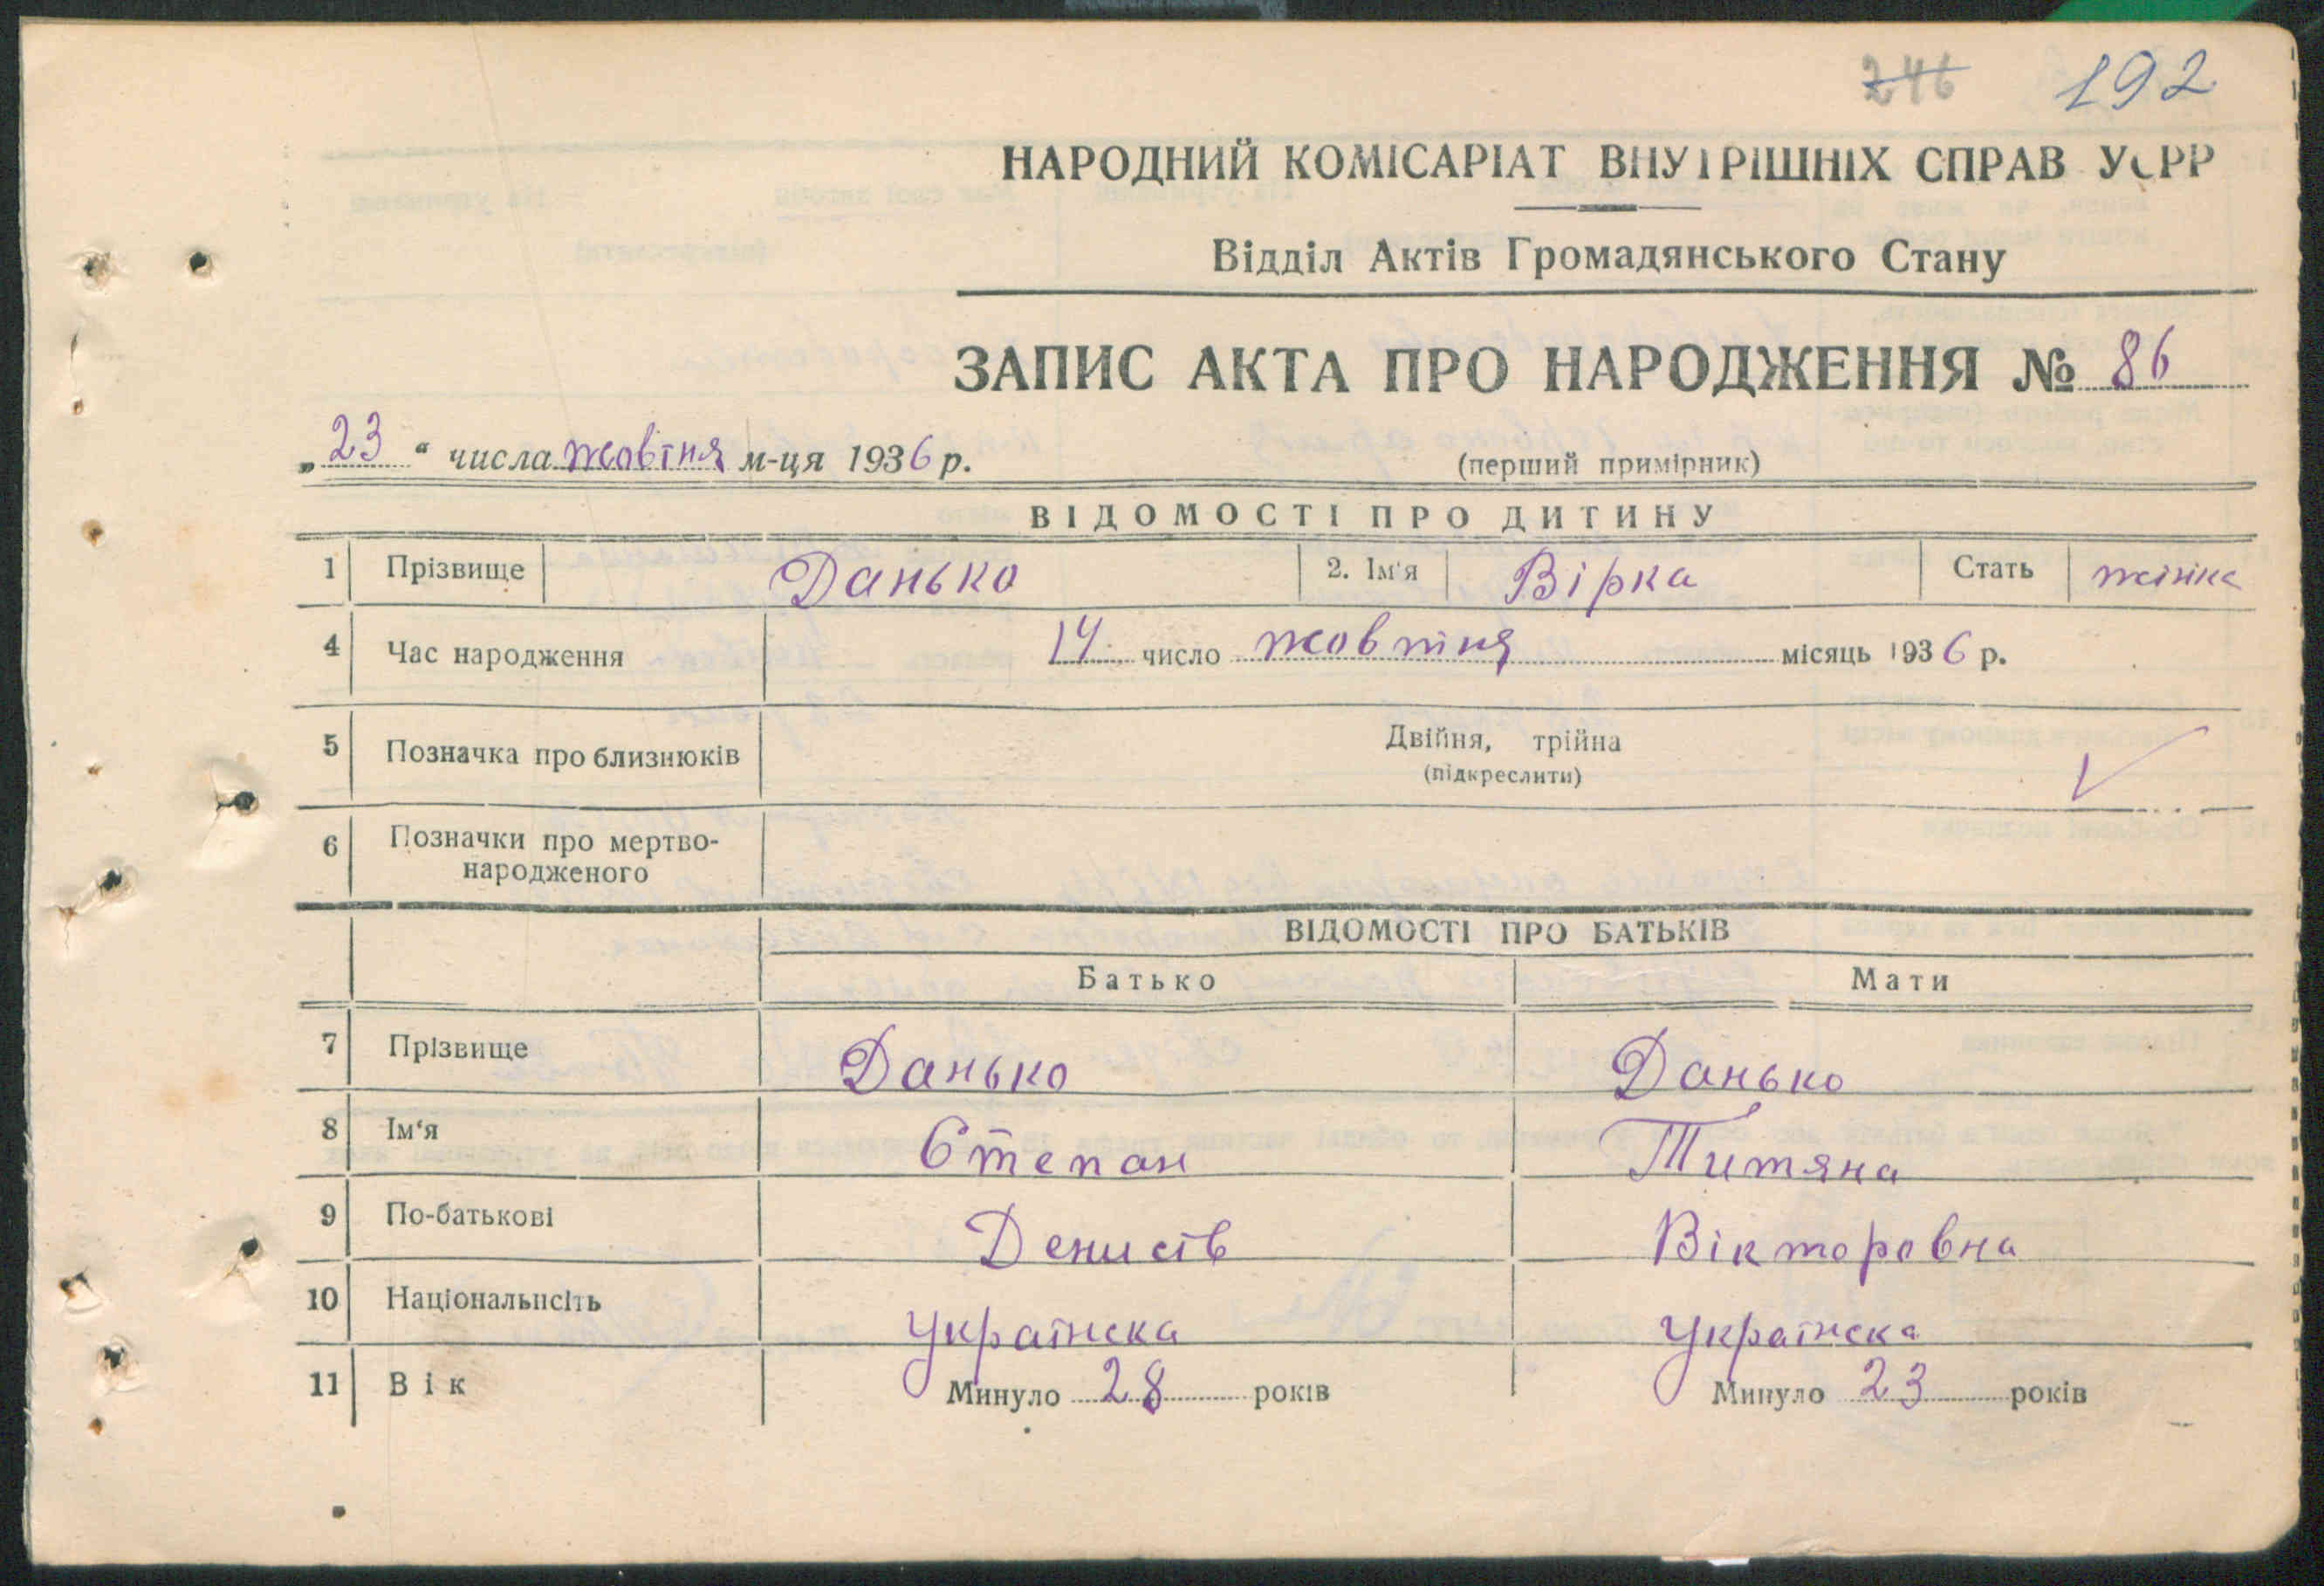 246 192
НАРОДНИЙ КОМІСАРІАТ ВНУТРІШНІХ СПРАВ УСРР
Відділ Актів Громадянського Стану
ЗАПИС АКТА ПРО НАРОДЖЕННЯ № 86
„23“ числа жовтня м-ця 1936 р.
(перший примірник)
ВІДОМОСТІ ПРО ДИТИНУ
1 Прізвище Данько 2. Ім'я Вірка Стать жінка
4 Час народження 14 число жовтня місяць 1936 р.
5 Позначка про близнюків Двійня, трійна
(підкреслити)
6 Позначки про мертво-
народженого
ВІДОМОСТІ ПРО БАТЬКІВ
Батько Мати
7 Прізвище Данько Данько
8 Ім'я Степан Титяна
9 По-батькові Денисів Вікторовна
10 Національнсіть Українска Українска
11 Вік Минуло 28 років Минуло 23 років